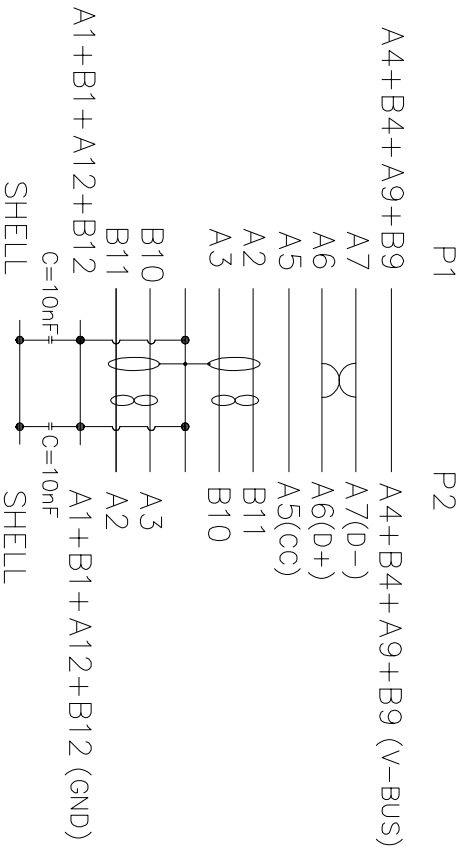 P1 P2
A4+B4+A9+B9 A4+B4+A9+B9 (V-BUS)
A7 A7(D-)
A6 A6(D+)
A5 A5(CC)
A2 B11
A3 B10
B10 A3
B11 A2
A1+B1+A12+B12 A1+B1+A12+B12 (GND)
C=10nF C=10nF
SHELL SHELL